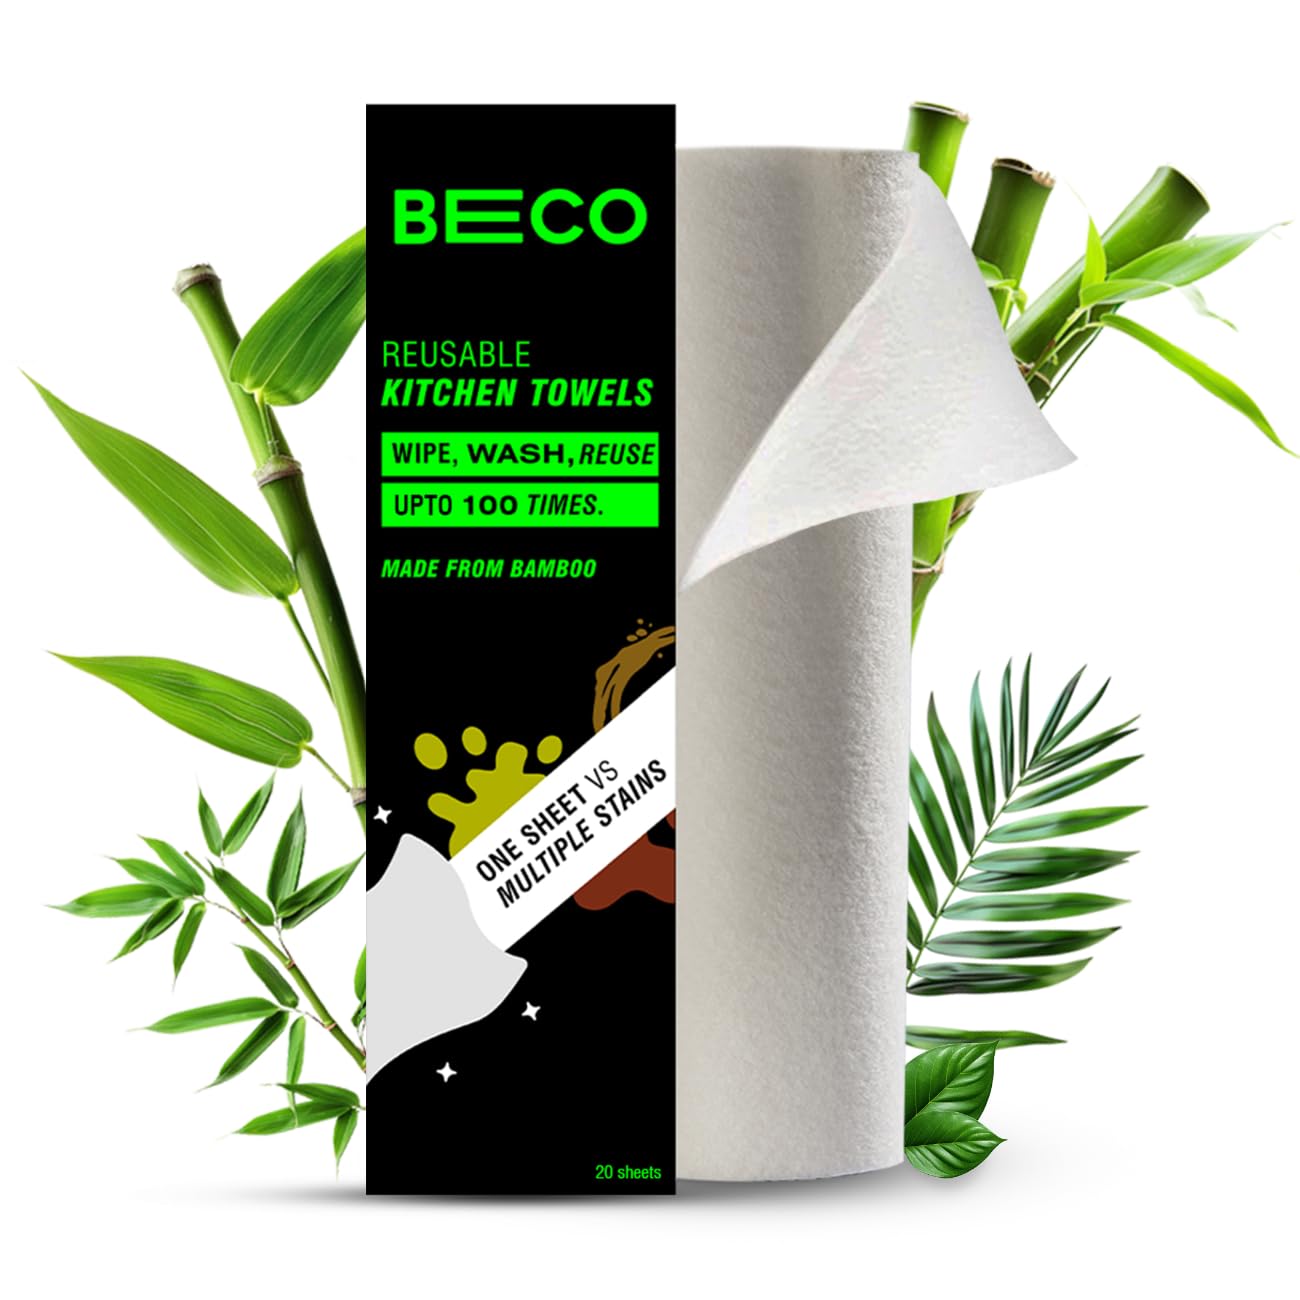 BECO
REUSABLE
KITCHEN TOWELS
WIPE, WASH, REUSE
UPTO 100 TIMES.
MADE FROM BAMBOO
ONE SHEET VS
MULTIPLE STAINS
20 sheets